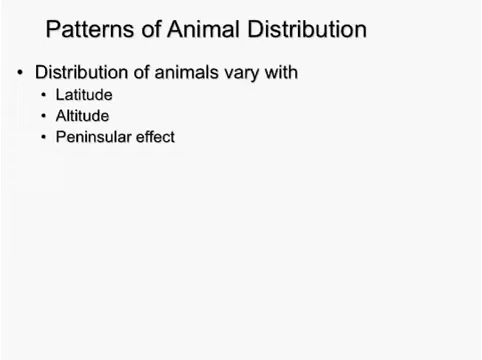 Patterns of Animal Distribution
• Distribution of animals vary with
• Latitude
• Altitude
• Peninsular effect